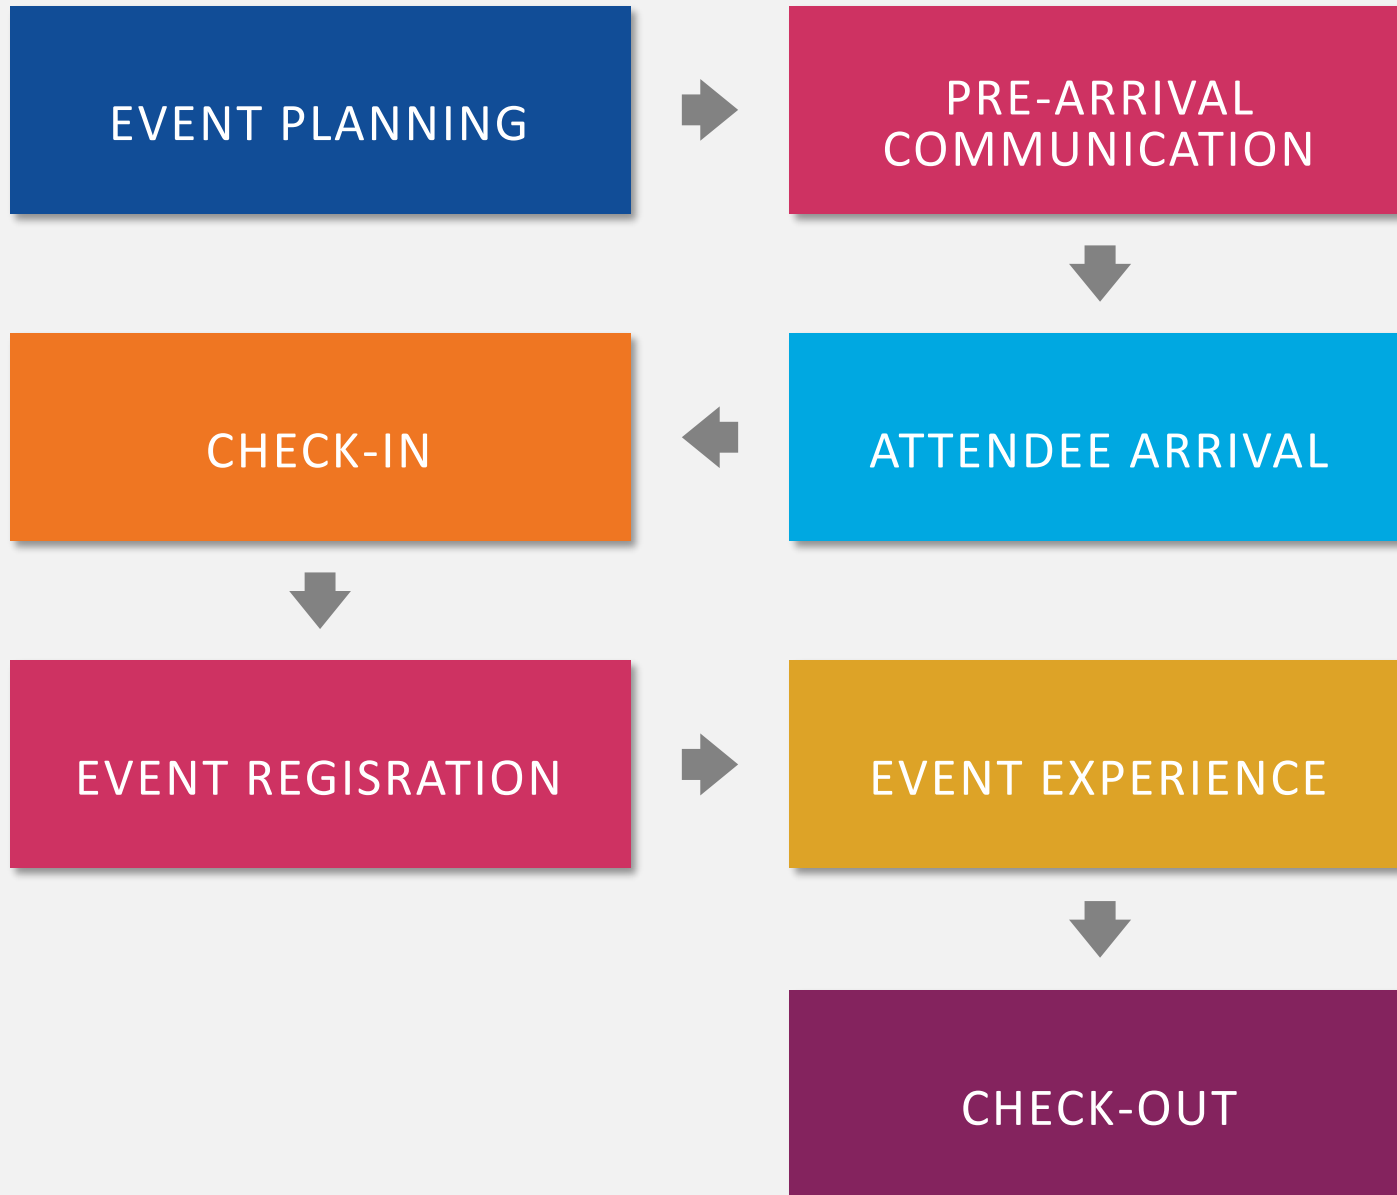 EVENT PLANNING
PRE-ARRIVAL
COMMUNICATION
ATTENDEE ARRIVAL
CHECK-IN
EVENT REGISRATION
EVENT EXPERIENCE
CHECK-OUT